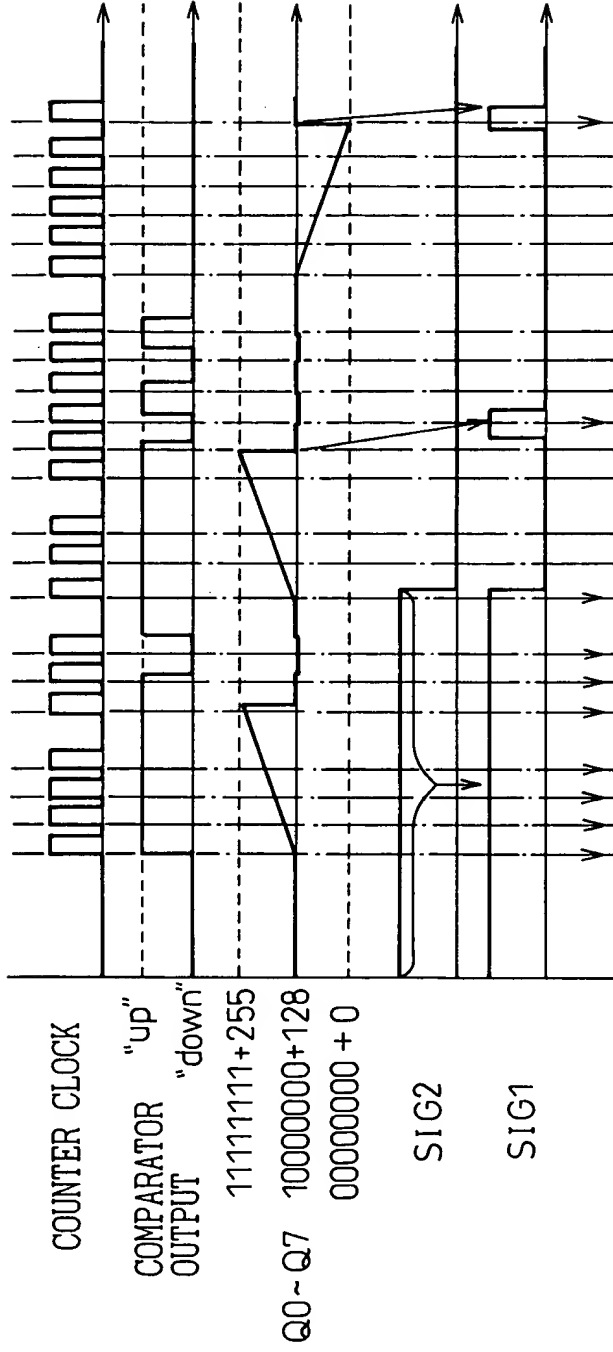 COUNTER CLOCK
COMPARATOR "up"
OUTPUT "down"
11111111+255
Q0~Q7 10000000+128
00000000+0
SIG2
SIG1